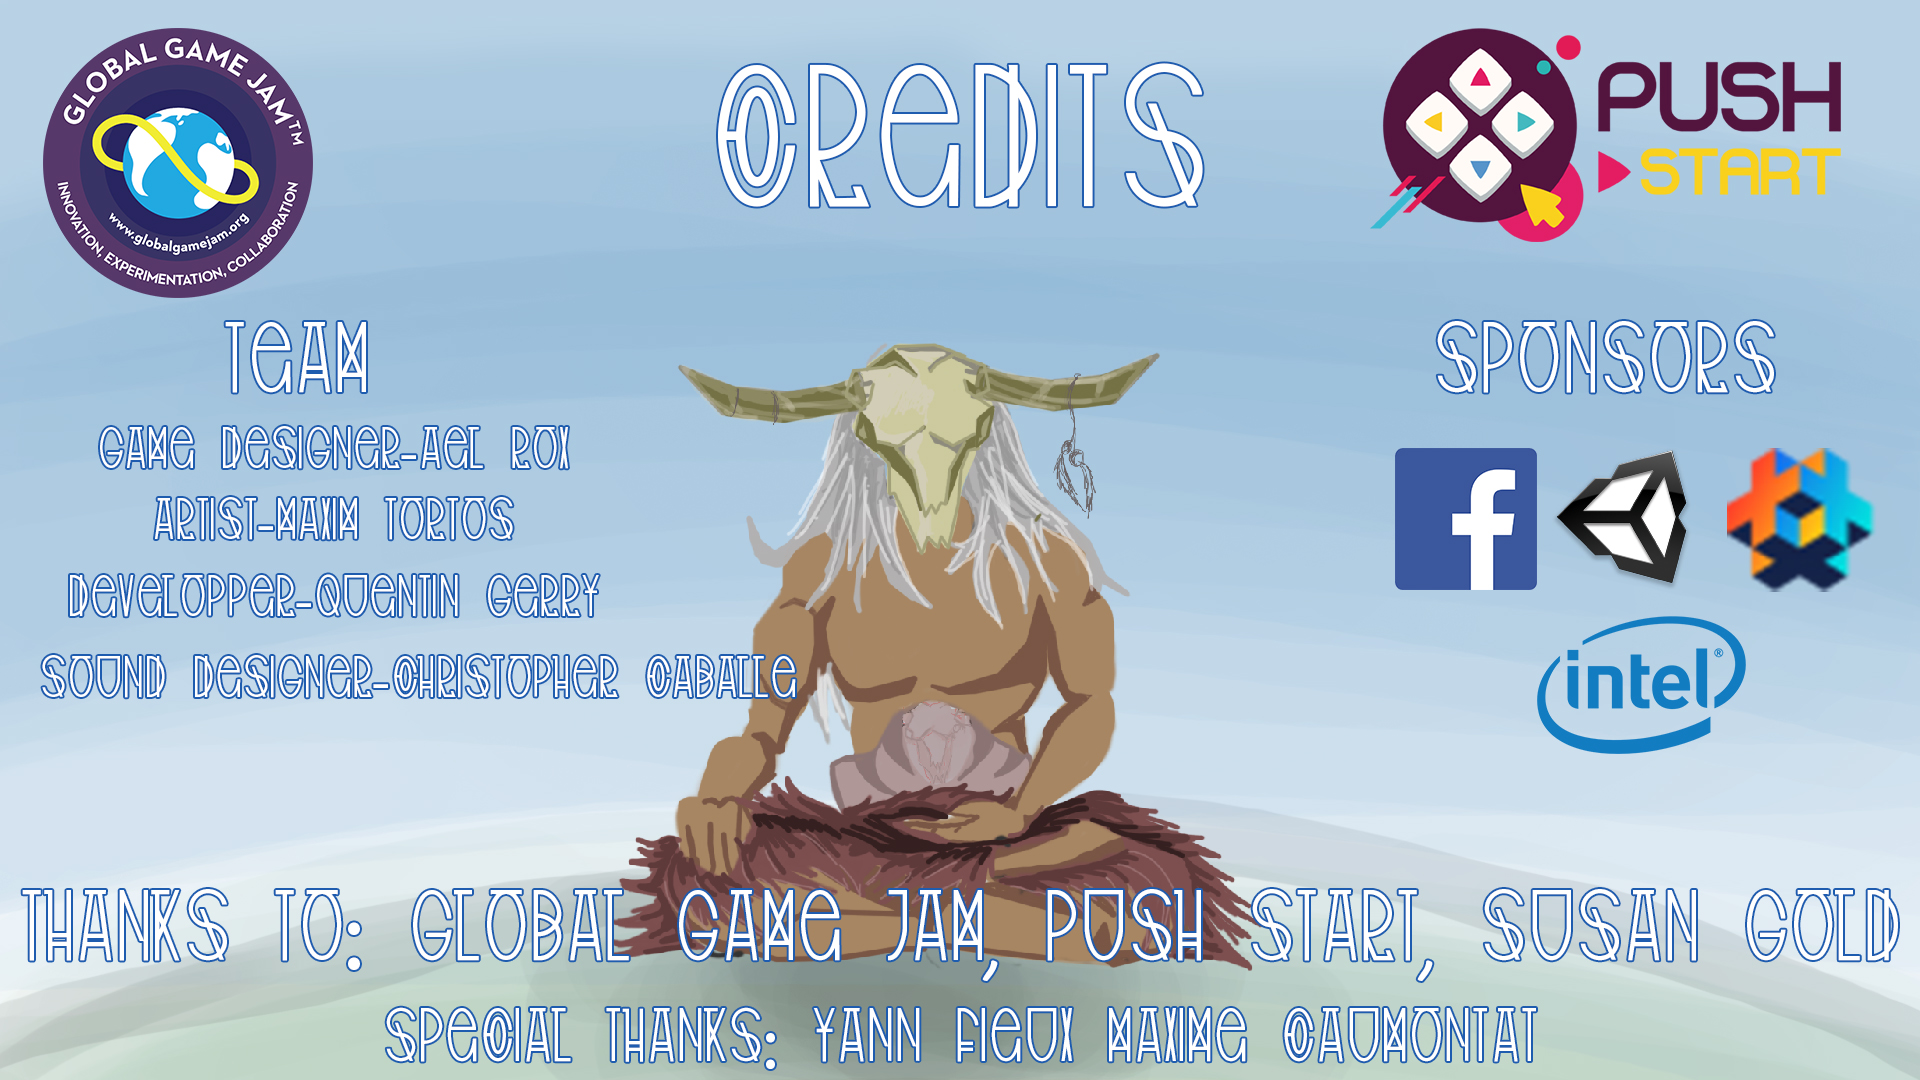 GLOBAL GAME JAM™
www.globalgamejam.org
INNOVATION, EXPERIMENTATION, COLLABORATION
CREDITS
PUSH
START
TEAM
GAME DESIGNER-AEL ROX
ARTIST-MAXIM TORTOS
DEVELOPPER-QUENTIN GERRY
SOUND DESIGNER-CHRISTOPHER CABALLE
SPONSORS
f
intel®
THANKS TO: GLOBAL GAME JAM, PUSH START, SUSAN GOLD
SPECIAL THANKS: YANN FIEUX MAXIME CAUMONTAT